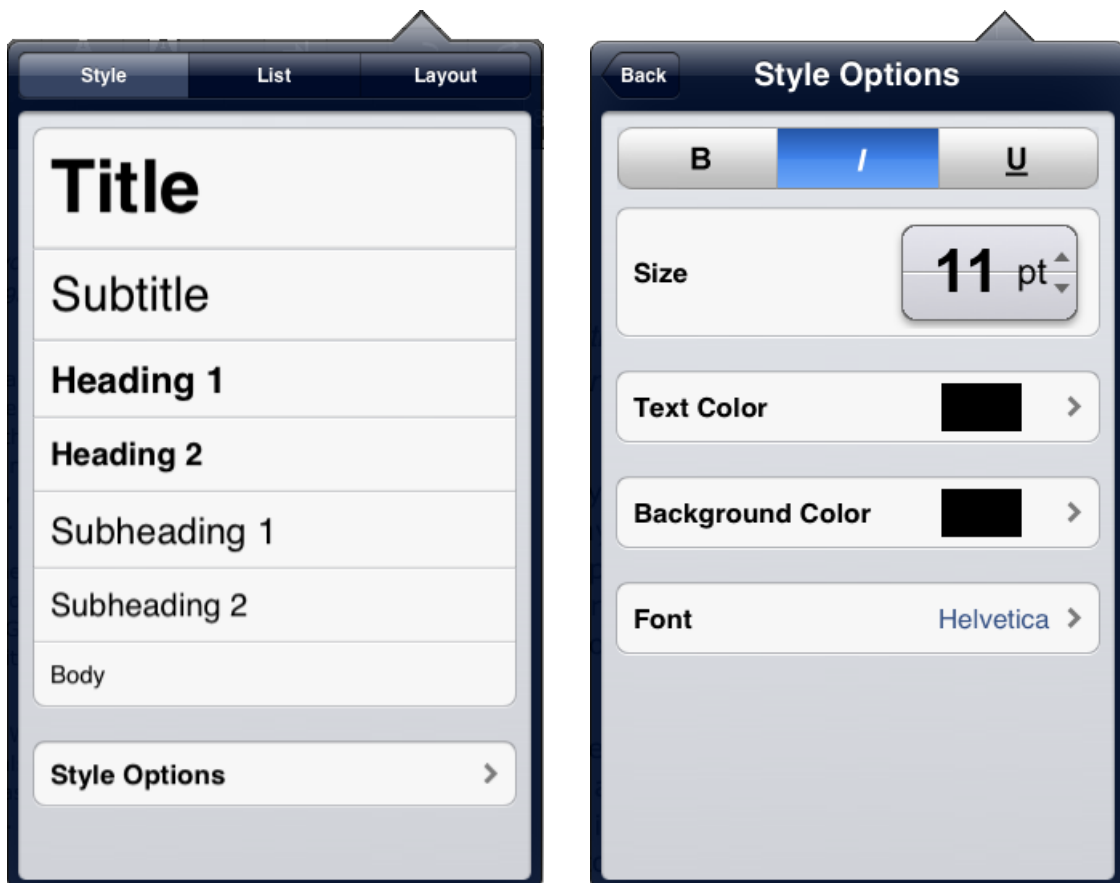 Style List Layout
Title
Subtitle
Heading 1
Heading 2
Subheading 1
Subheading 2
Body
Style Options
Back Style Options
B I U
Size 11 pt
Text Color
Background Color
Font Helvetica